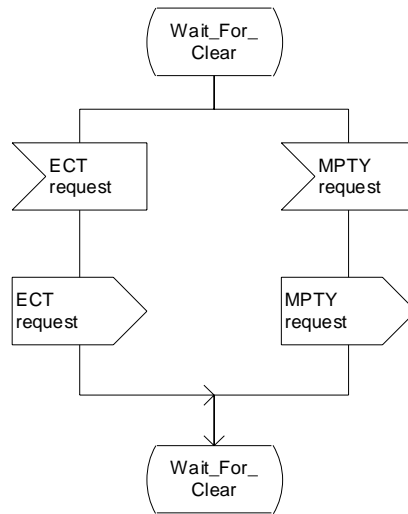 Wait_For_
Clear
ECT
request
MPTY
request
ECT
request
MPTY
request
Wait_For_
Clear